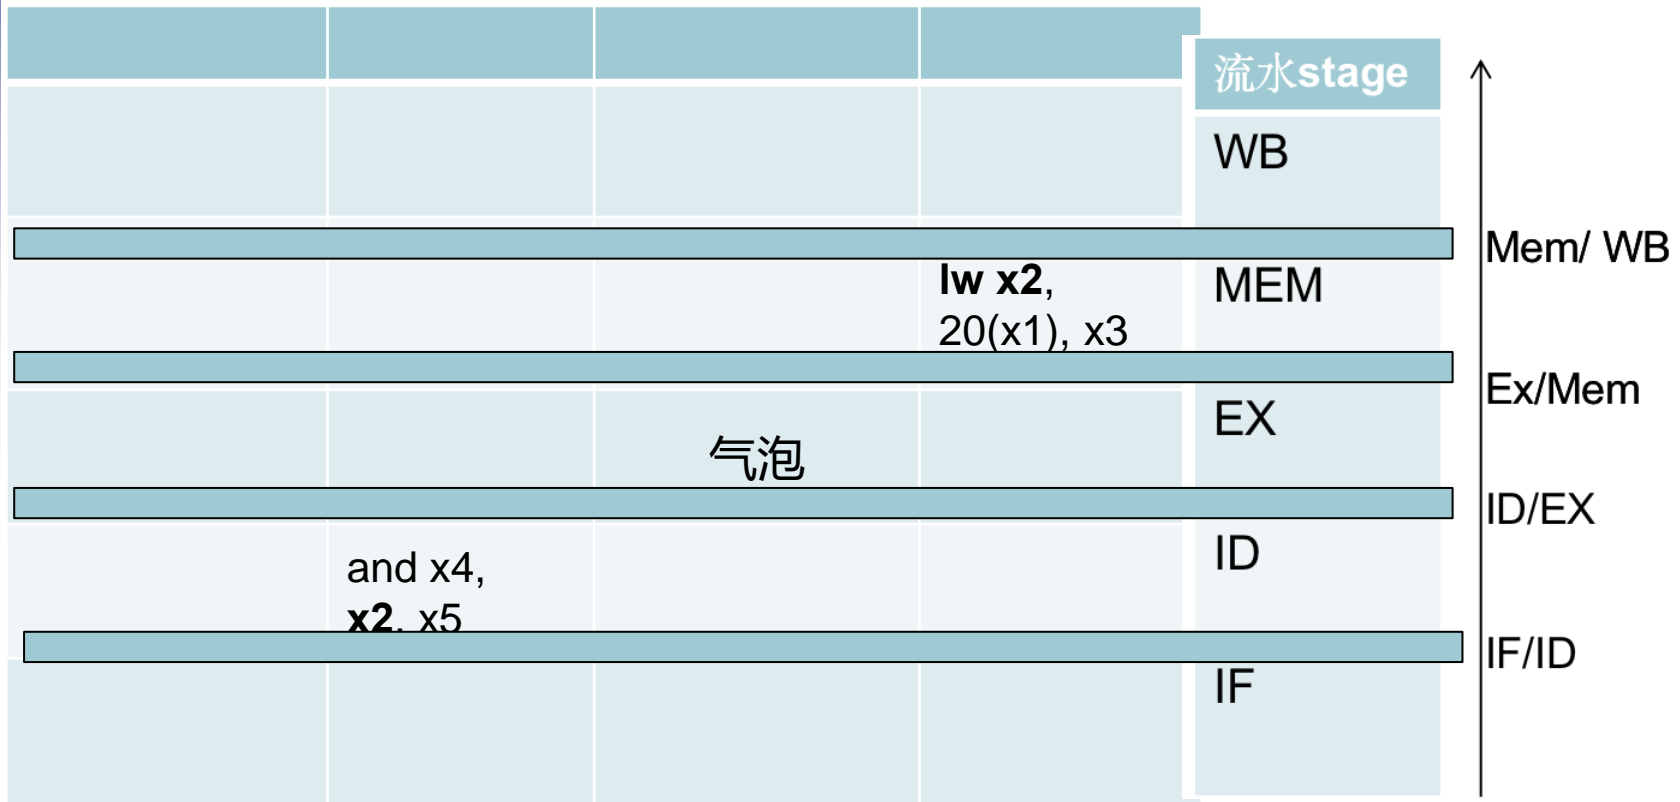 流水stage
WB
Mem/ WB
lw x2,
20(x1), x3
MEM
Ex/Mem
EX
气泡
ID/EX
ID
and x4,
x2, x5
IF/ID
IF